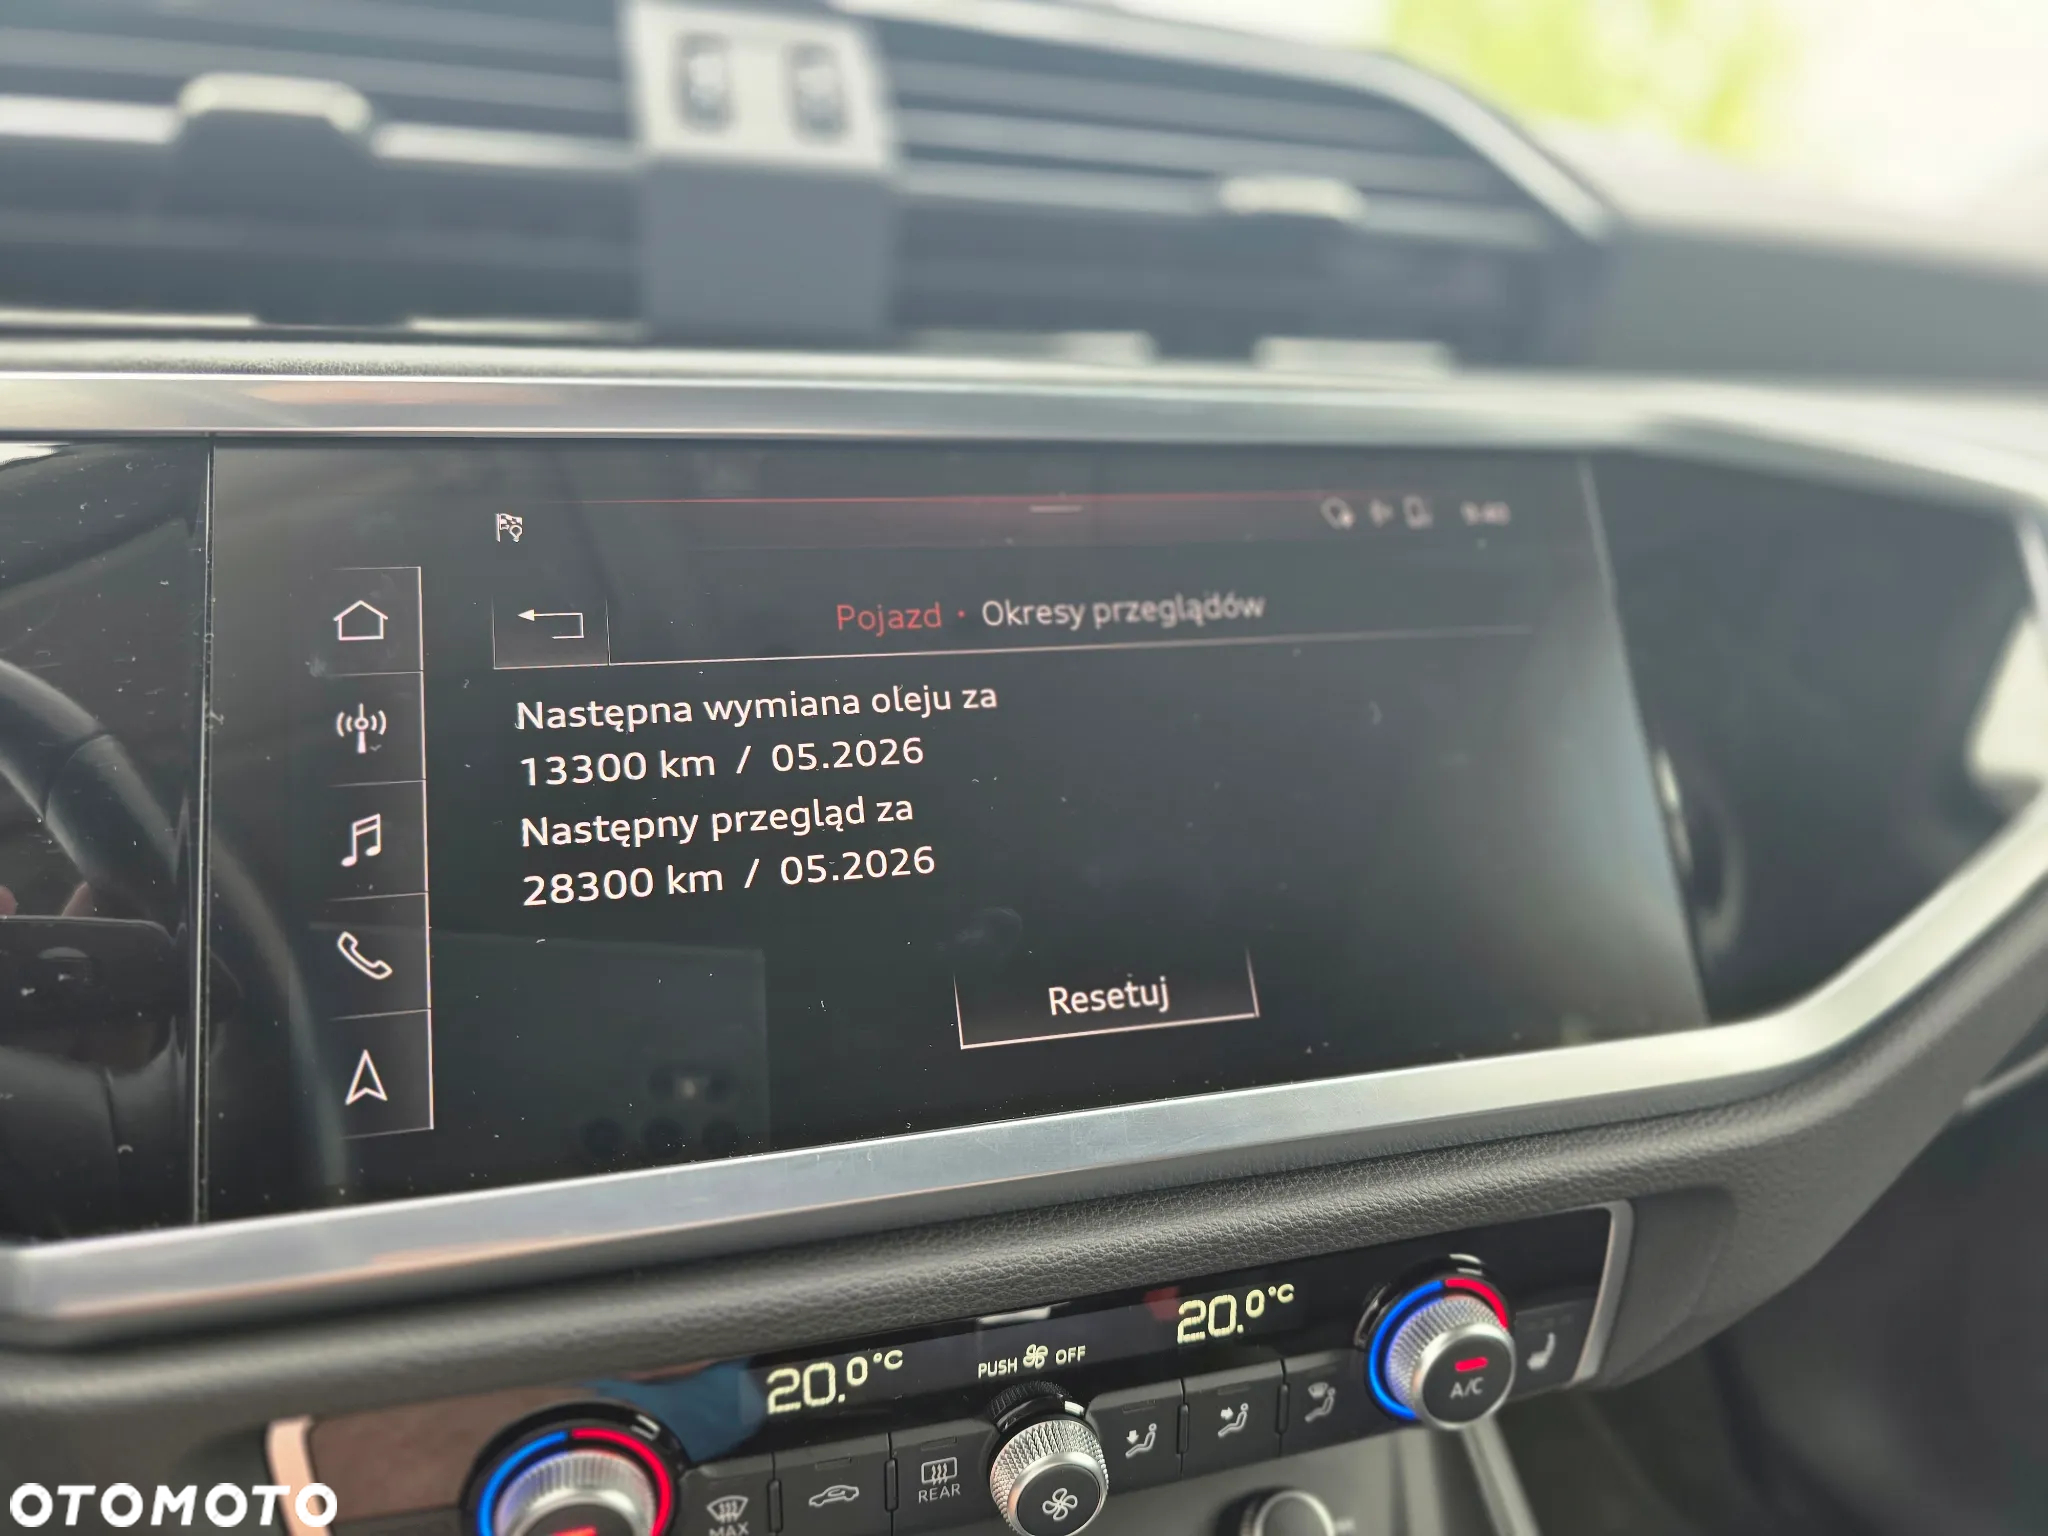 Pojazd · Okresy przeglądów
Następna wymiana oleju za
13300 km / 05.2026
Następny przegląd za
28300 km / 05.2026
Resetuj
20.0°C
PUSH OFF
20.0°C
A/C
REAR
MAX
OTOMOTO